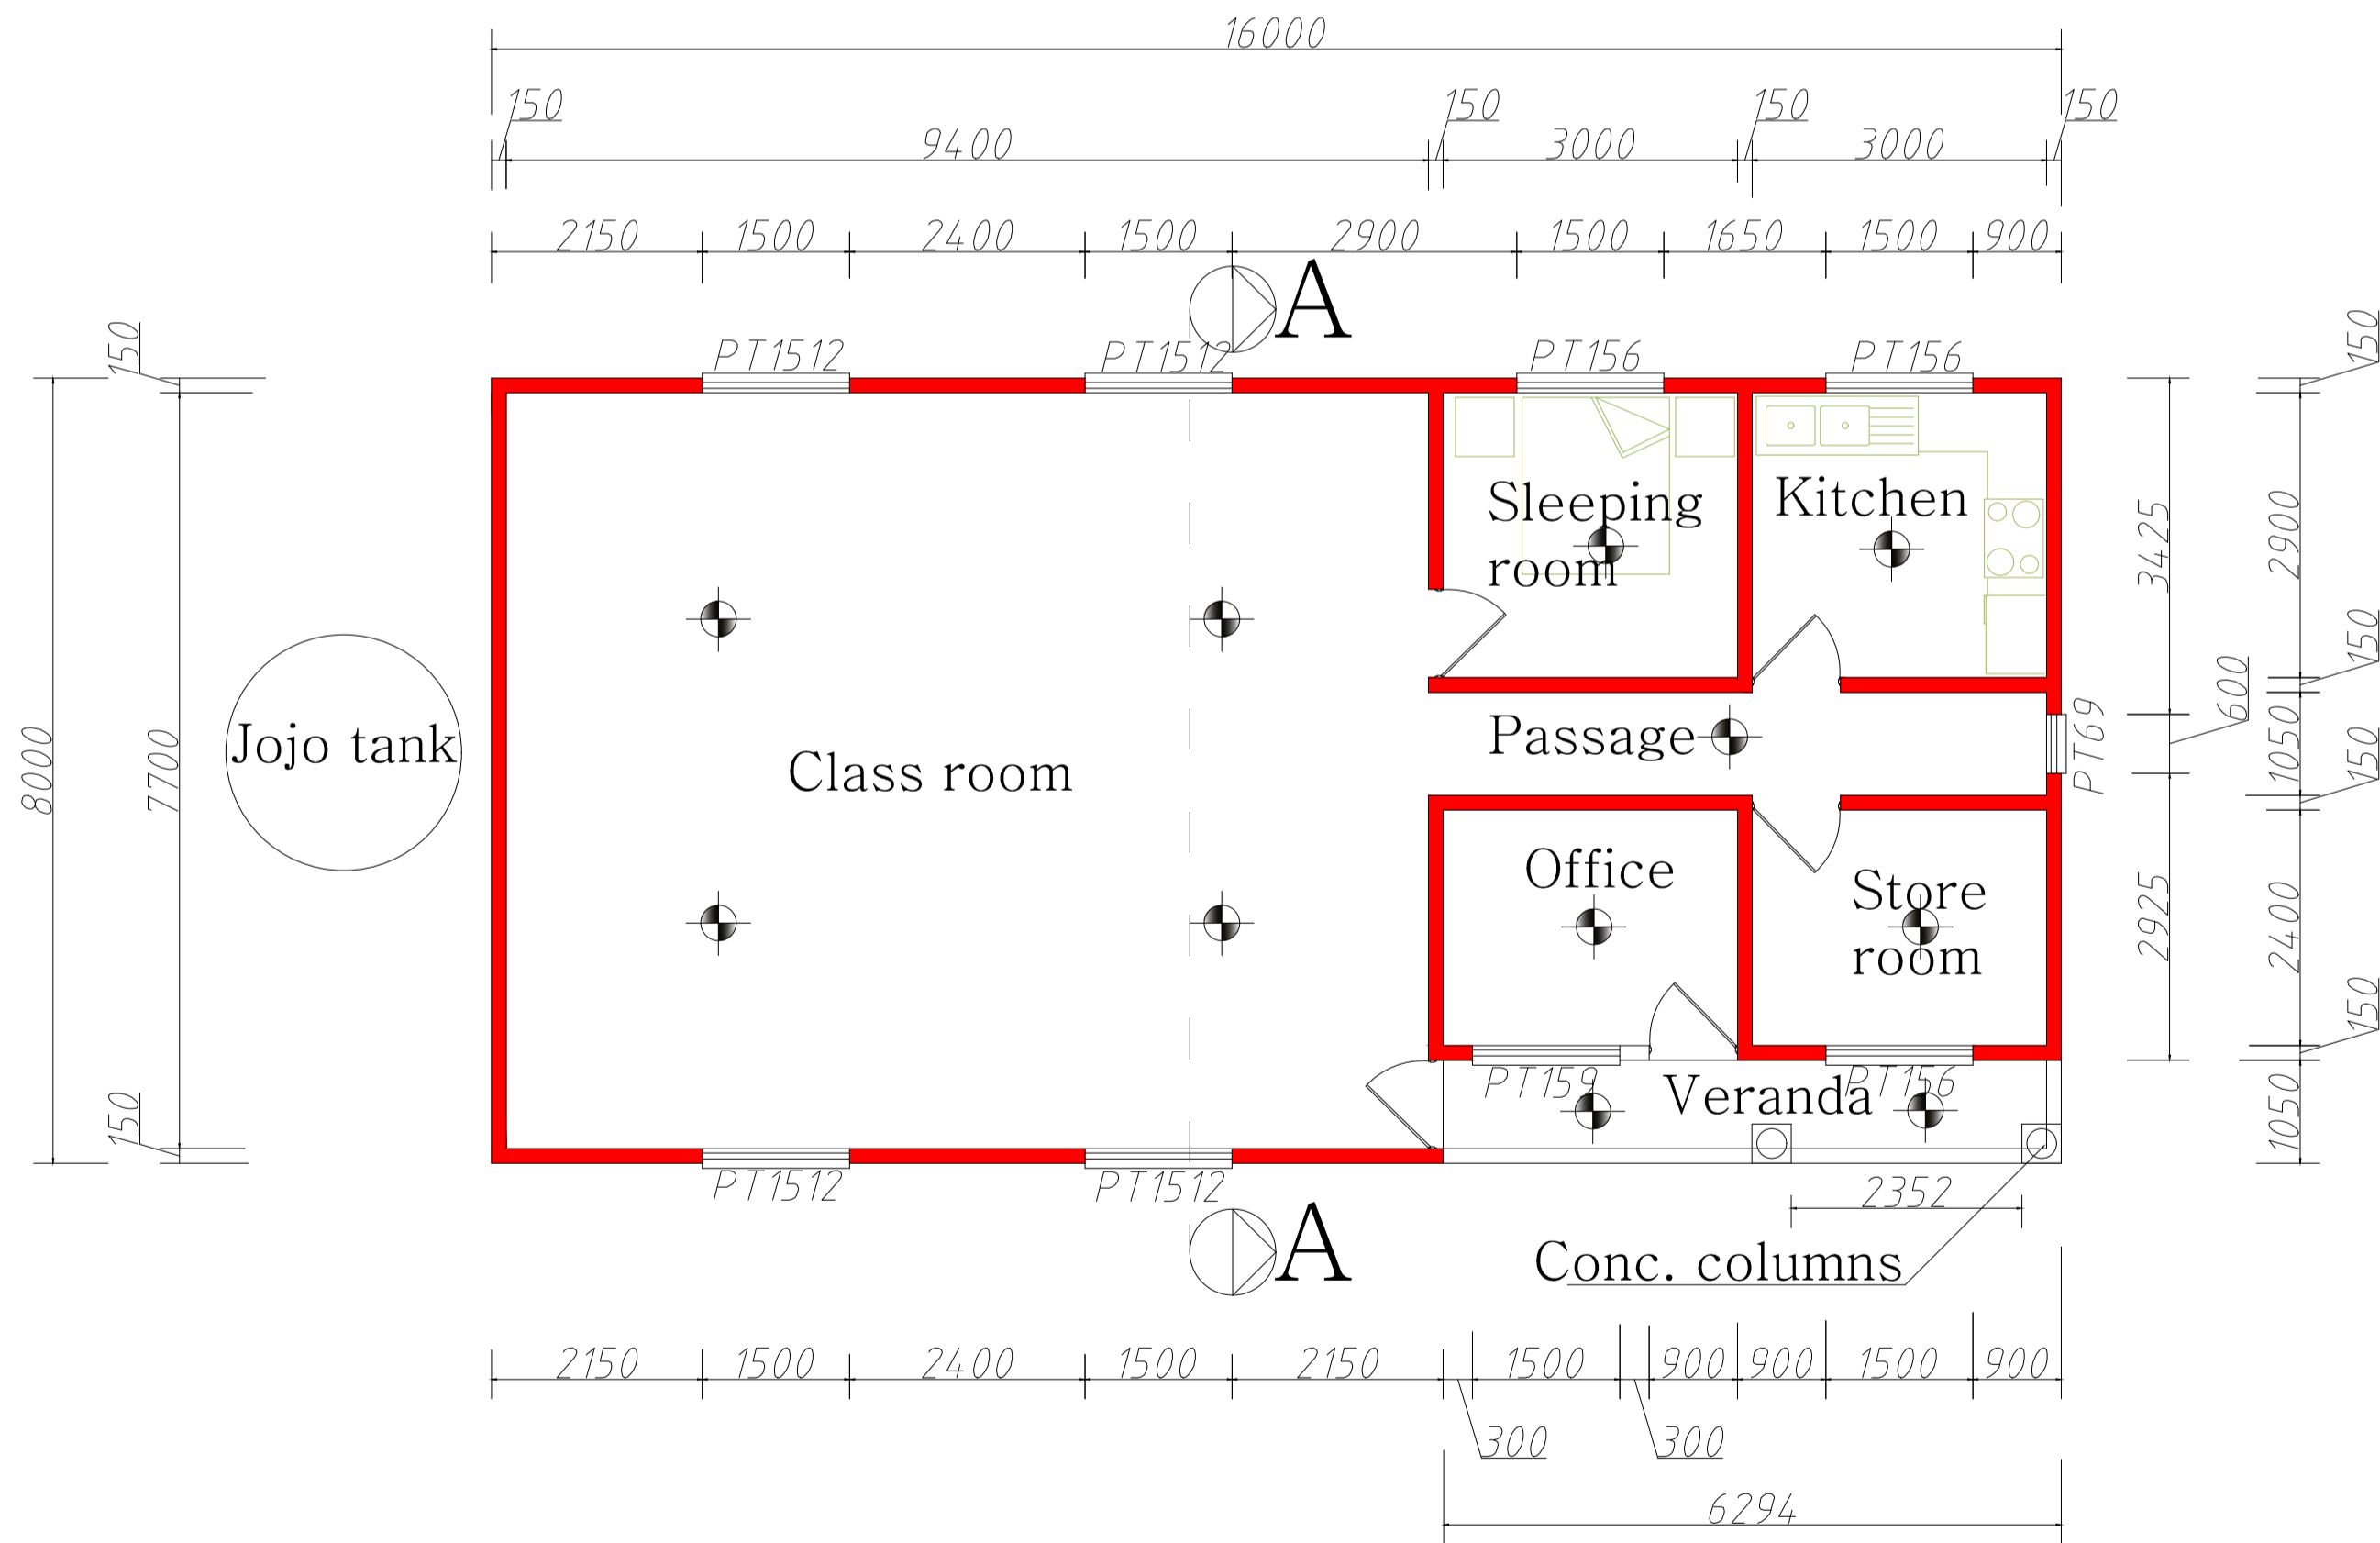 16000
150
150
150
150
9400
3000
3000
2150
1500
2400
1500
2900
1500
1650
1500
900
A
PT1512
PT1512
PT156
PT156
150
150
8000
7700
150
Jojo tank
Class room
Sleeping
room
Kitchen
Passage
Office
Store
room
Veranda
PT159
PT156
PT69
3425
600
2925
2900
150
1050
150
2400
150
1050
PT1512
PT1512
2352
A
Conc. columns
2150
1500
2400
1500
2150
1500
900
900
1500
900
300
300
6294